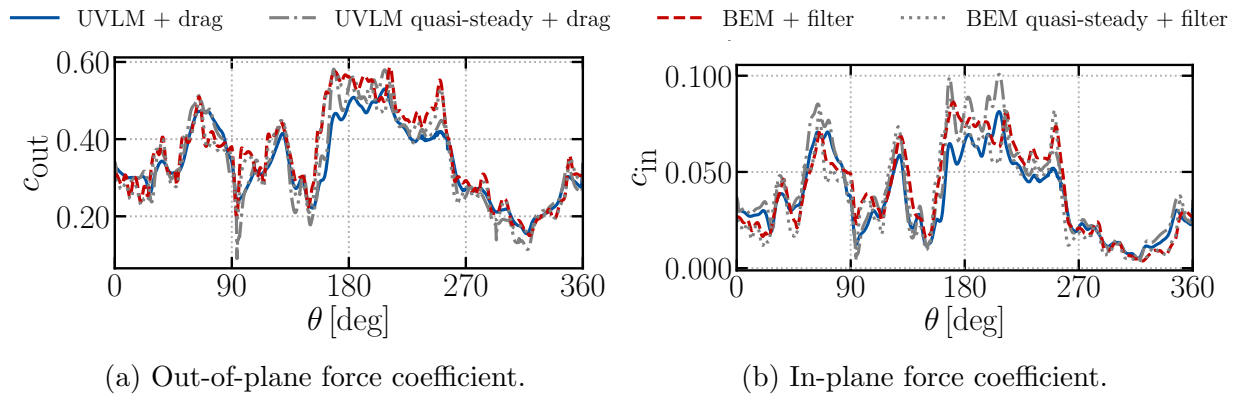 UVLM + drag UVLM quasi-steady + drag BEM + filter BEM quasi-steady + filter
0.60
0.40
0.20
c_out
0 90 180 270 360
θ [deg]
0.100
0.050
0.000
c_in
0 90 180 270 360
θ [deg]
(a) Out-of-plane force coefficient.
(b) In-plane force coefficient.